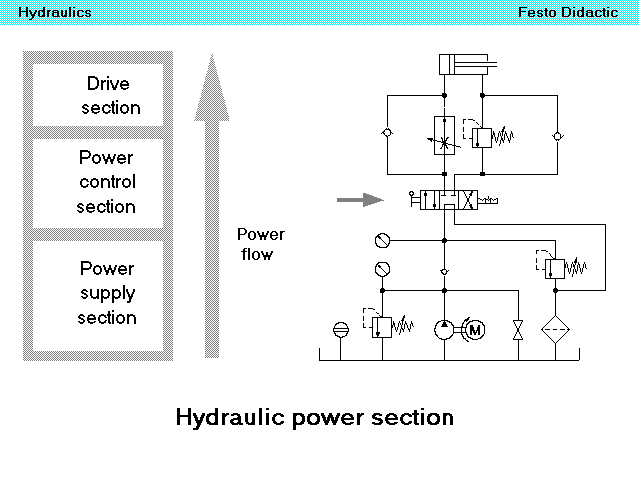 Hydraulics
Festo Didactic
Drive
section
Power
control
section
Power
supply
section
Power
flow
M
Hydraulic power section